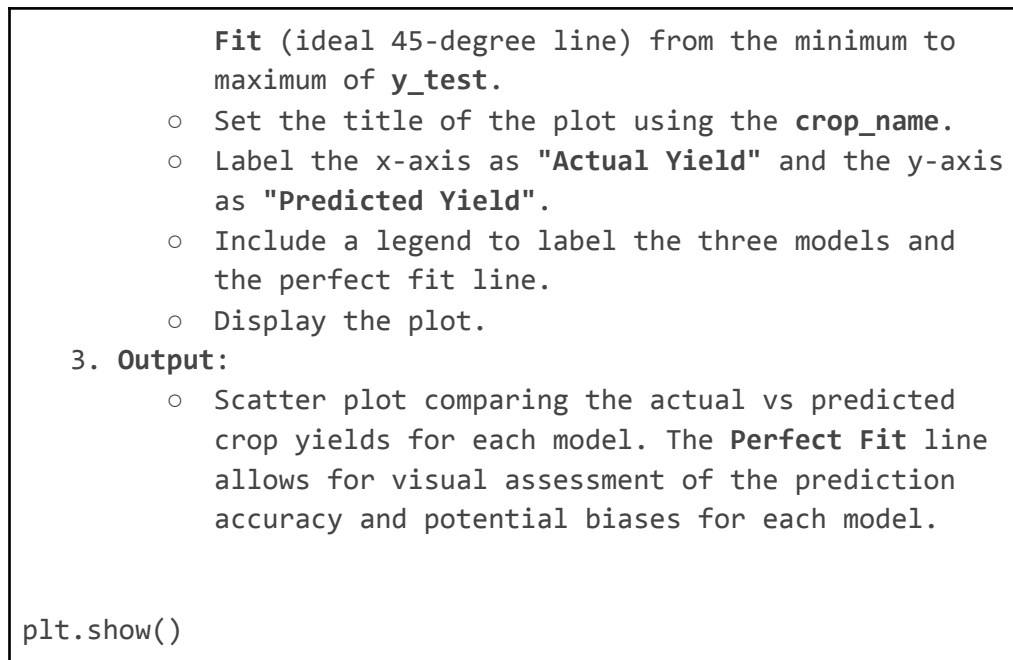 Fit (ideal 45-degree line) from the minimum to
maximum of y_test.
○ Set the title of the plot using the crop_name.
○ Label the x-axis as "Actual Yield" and the y-axis
as "Predicted Yield".
○ Include a legend to label the three models and
the perfect fit line.
○ Display the plot.
3. Output:
○ Scatter plot comparing the actual vs predicted
crop yields for each model. The Perfect Fit line
allows for visual assessment of the prediction
accuracy and potential biases for each model.
plt.show()